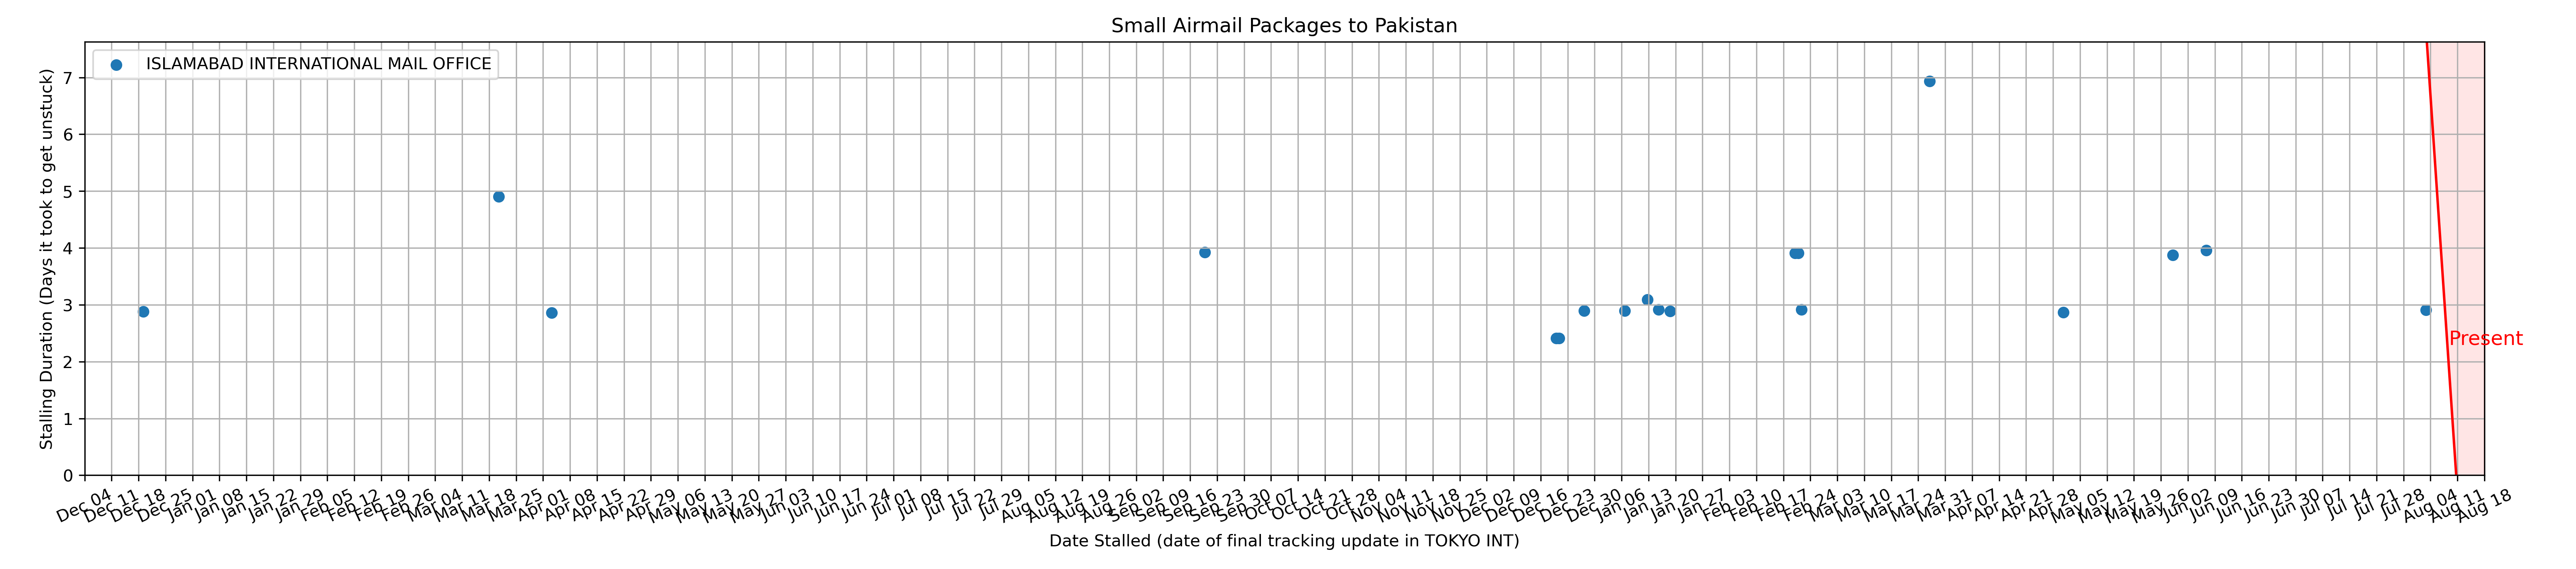 Small Airmail Packages to Pakistan
ISLAMABAD INTERNATIONAL MAIL OFFICE
Stalling Duration (Days it took to get unstuck)
7
6
5
4
3
2
1
0
Present
Dec 04
Dec 11
Dec 18
Dec 25
Jan 01
Jan 08
Jan 15
Jan 22
Jan 29
Feb 05
Feb 12
Feb 19
Feb 26
Mar 04
Mar 11
Mar 18
Mar 25
Apr 01
Apr 08
Apr 15
Apr 22
Apr 29
May 06
May 13
May 20
May 27
Jun 03
Jun 10
Jun 17
Jun 24
Jul 01
Jul 08
Jul 15
Jul 22
Jul 29
Aug 05
Aug 12
Aug 19
Aug 26
Sep 02
Sep 09
Sep 16
Sep 23
Sep 30
Oct 07
Oct 14
Oct 21
Oct 28
Nov 04
Nov 11
Nov 18
Nov 25
Dec 02
Dec 09
Dec 16
Dec 23
Dec 30
Jan 06
Jan 13
Jan 20
Jan 27
Feb 03
Feb 10
Feb 17
Feb 24
Mar 03
Mar 10
Mar 17
Mar 24
Mar 31
Apr 07
Apr 14
Apr 21
Apr 28
May 05
May 12
May 19
May 26
Jun 02
Jun 09
Jun 16
Jun 23
Jun 30
Jul 07
Jul 14
Jul 21
Jul 28
Aug 04
Aug 11
Aug 18
Date Stalled (date of final tracking update in TOKYO INT)